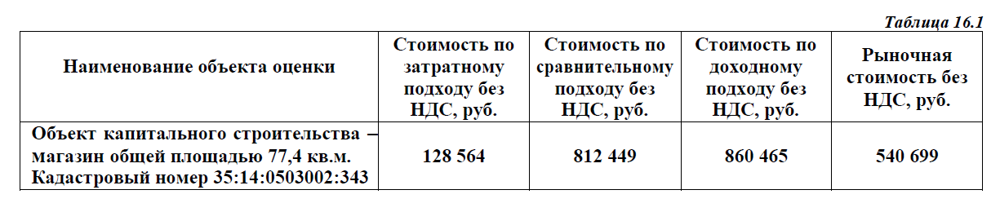 Таблица 16.1
Наименование объекта оценки
Стоимость по
затратному
подходу без
НДС, руб.
Стоимость по
сравнительному
подходу без
НДС, руб.
Стоимость по
доходному
подходу без
НДС, руб.
Рыночная
стоимость без
НДС, руб.
Объект капитального строительства –
магазин общей площадью 77,4 кв.м.
Кадастровый номер 35:14:0503002:343
128 564
812 449
860 465
540 699